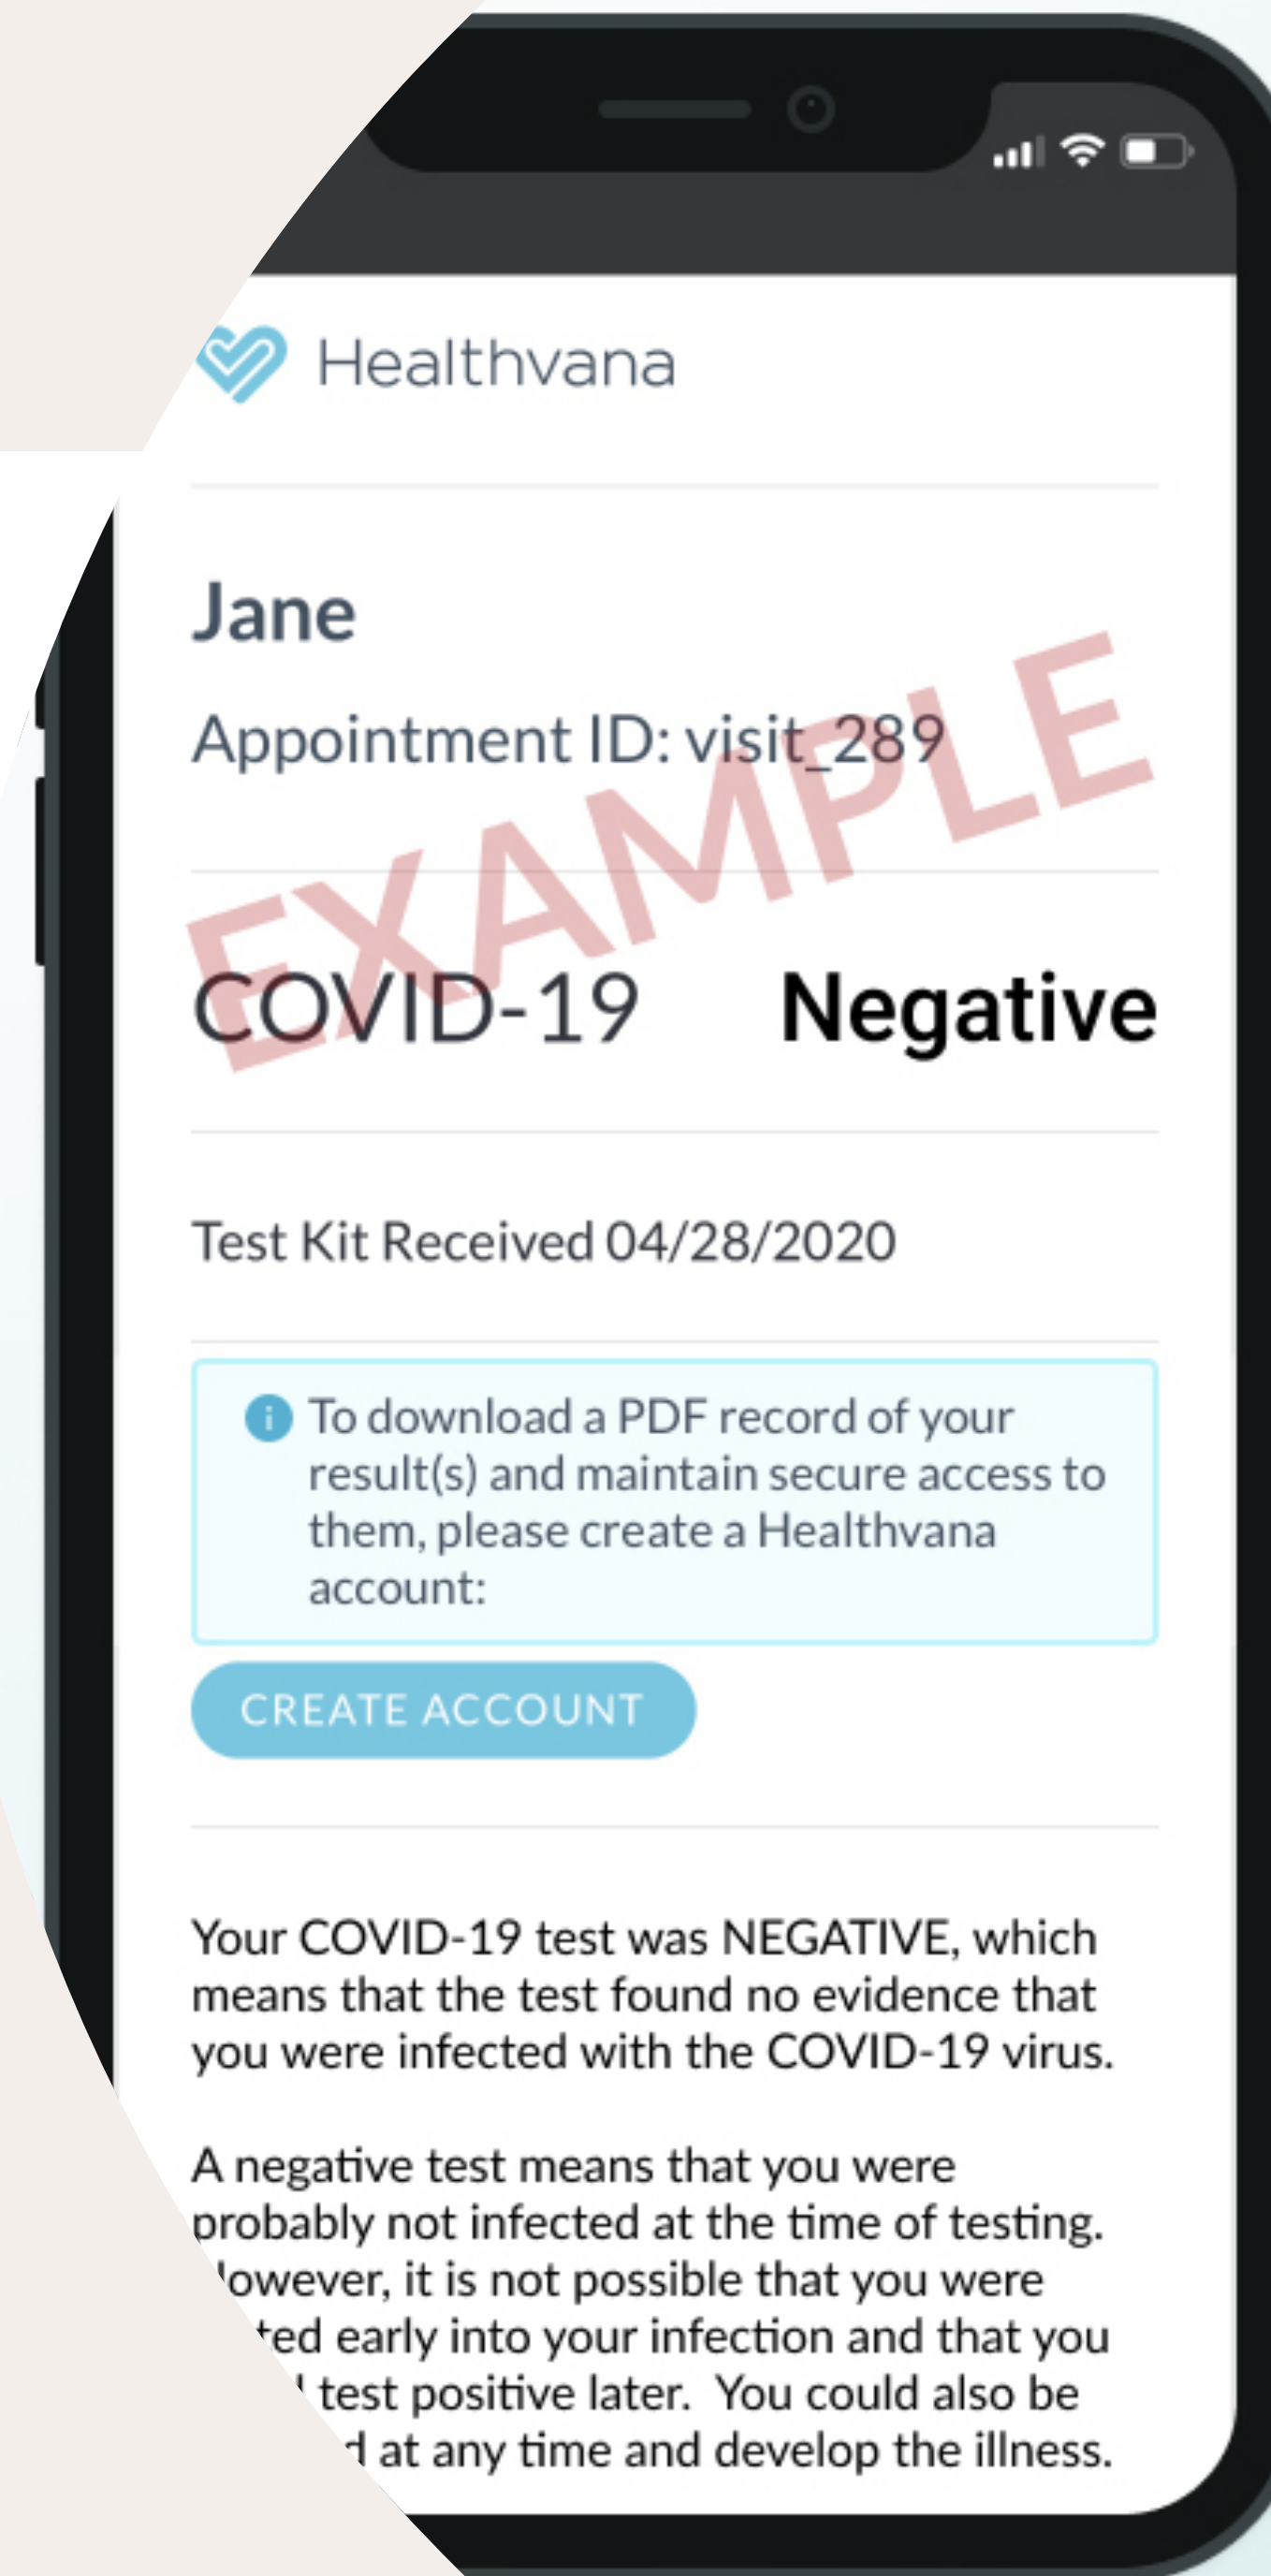 Healthvana
Jane
Appointment ID: visit_289
EXAMPLE
COVID-19 Negative
Test Kit Received 04/28/2020
i To download a PDF record of your
result(s) and maintain secure access to
them, please create a Healthvana
account:
CREATE ACCOUNT
Your COVID-19 test was NEGATIVE, which
means that the test found no evidence that
you were infected with the COVID-19 virus.
A negative test means that you were
probably not infected at the time of testing.
it is not possible that you were
early into your infection and that you
test positive later. You could also be
at any time and develop the illness.